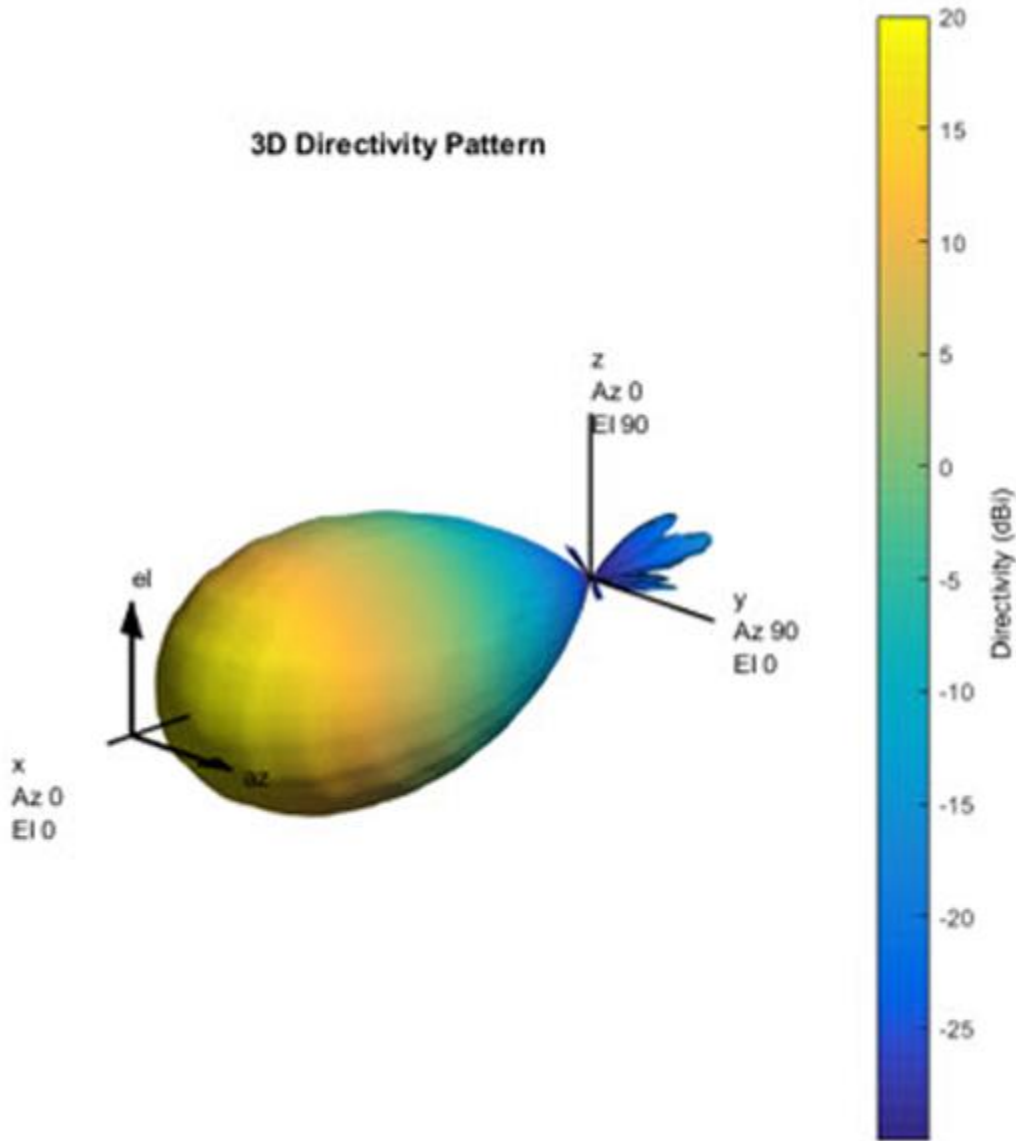 3D Directivity Pattern
z
Az 0
El 90
el
y
Az 90
El 0
az
x
Az 0
El 0
20
15
10
5
0
-5
-10
-15
-20
-25
Directivity (dBi)